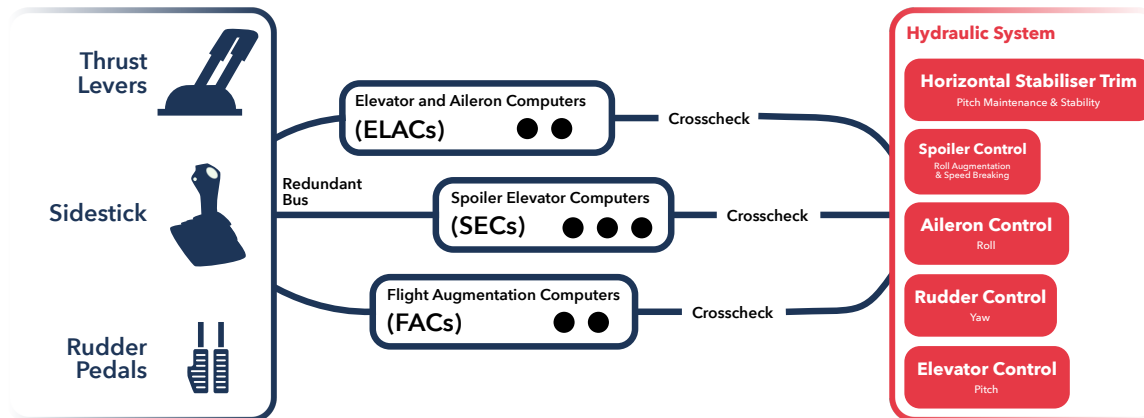 Thrust
Levers
Sidestick
Rudder
Pedals
Redundant
Bus
Elevator and Aileron Computers
(ELACs)
Crosscheck
Spoiler Elevator Computers
(SECs)
Crosscheck
Flight Augmentation Computers
(FACs)
Crosscheck
Hydraulic System
Horizontal Stabiliser Trim
Pitch Maintenance & Stability
Spoiler Control
Roll Augmentation
& Speed Breaking
Aileron Control
Roll
Rudder Control
Yaw
Elevator Control
Pitch